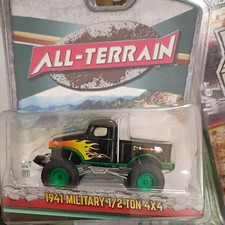 ALL-TERRAIN
1941 MILITARY 1/2 TON 4X4